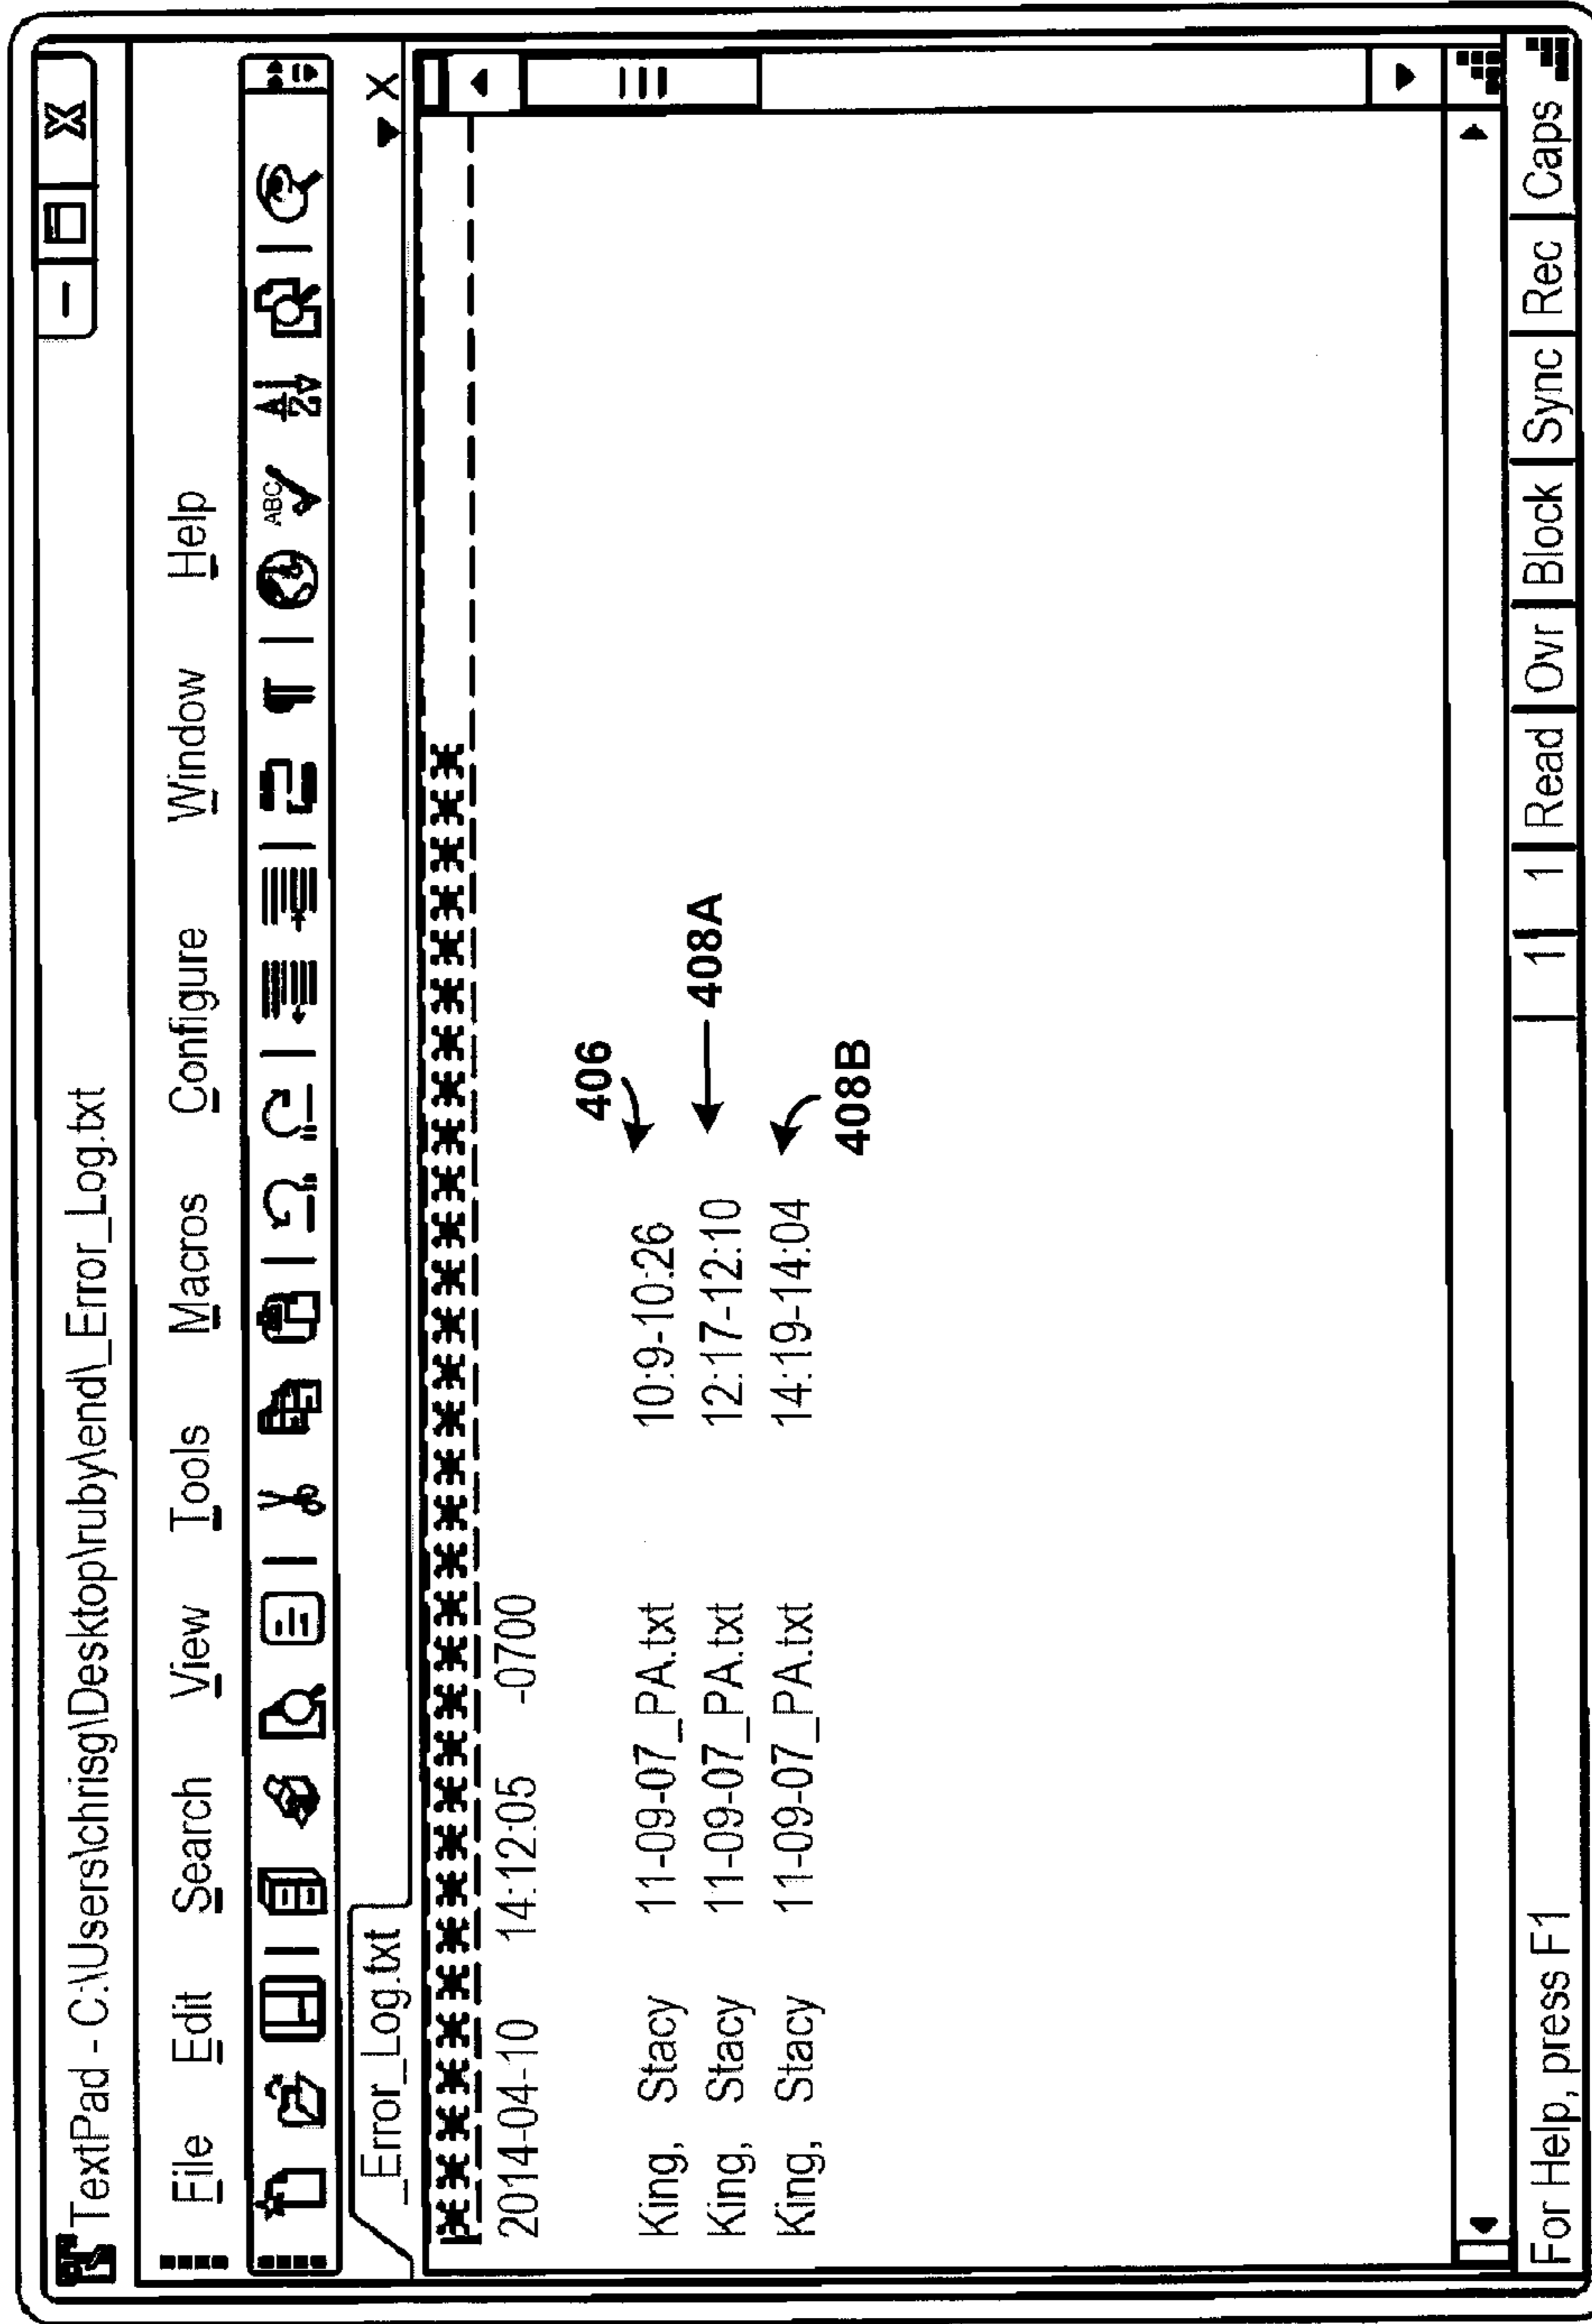 TextPad - C:\Users\chrisg\Desktop\ruby\end\_Error_Log.txt
X
File Edit Search View Tools Macros Configure Window Help
ABC
A
Z
_Error_Log.txt
X
********************************
2014-04-10 14:12:05 -0700
406
King, Stacy 11-09-07_PA.txt 10:9-10:26
King, Stacy 11-09-07_PA.txt 12:17-12:10 408A
King, Stacy 11-09-07_PA.txt 14:19-14:04
408B
For Help, press F1 1 1 Read Ovr Block Sync Rec Caps